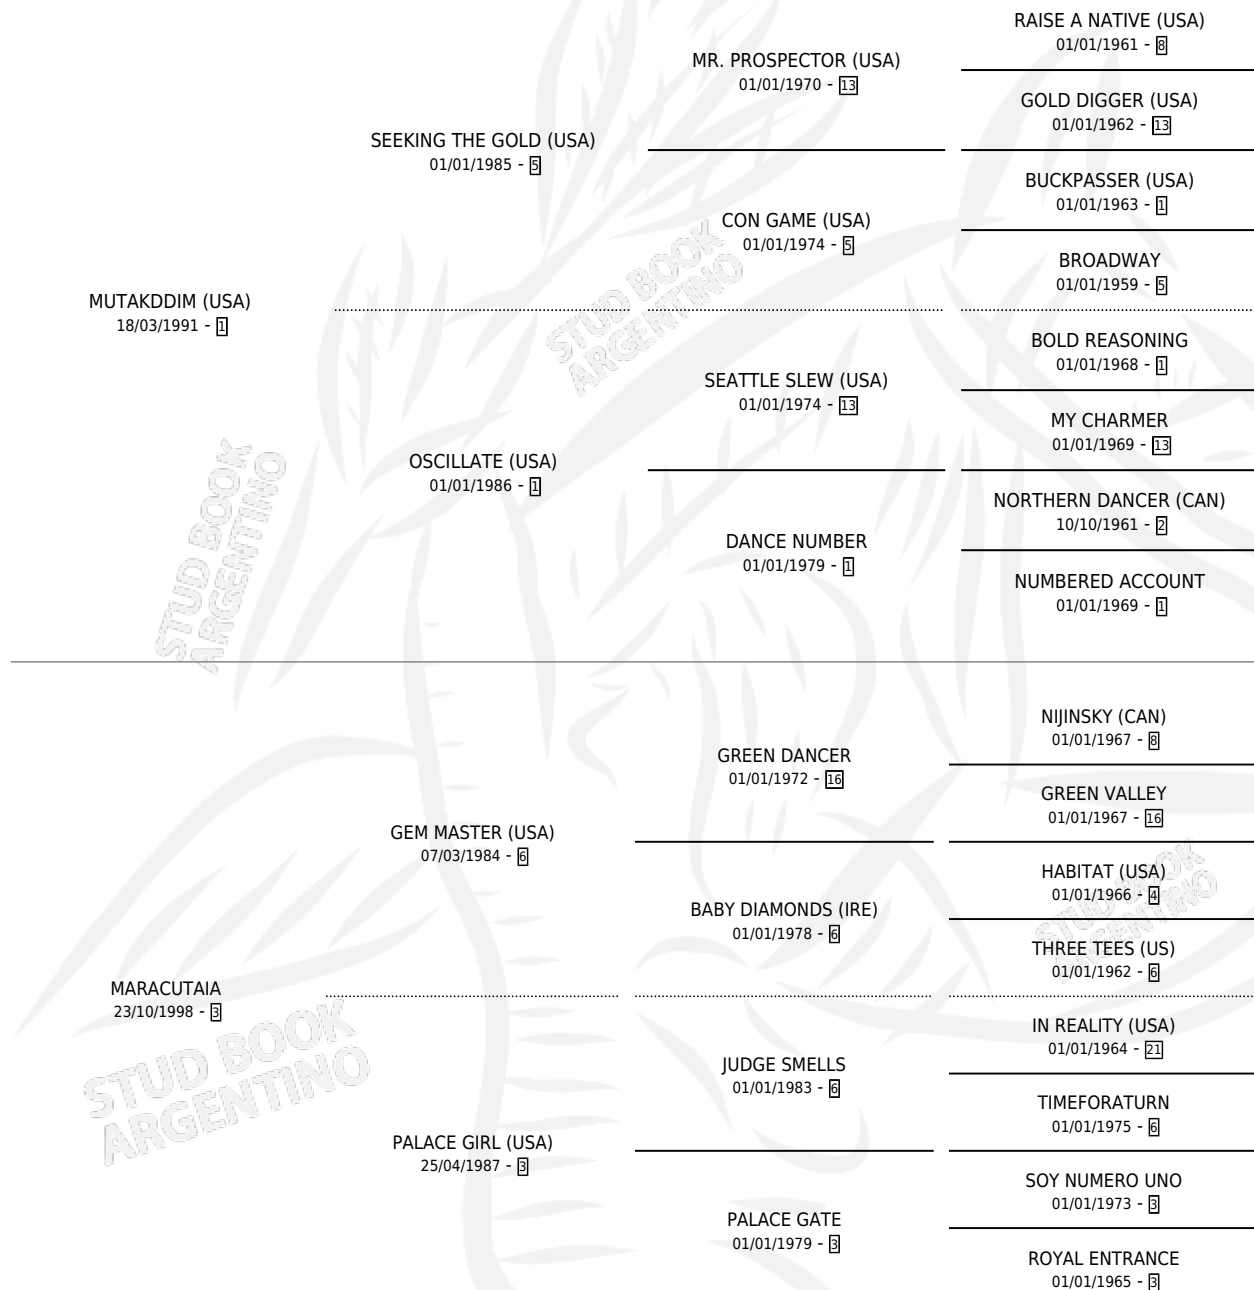 RAISE A NATIVE (USA)
01/01/1961 - 8
MR. PROSPECTOR (USA)
01/01/1970 - 13
GOLD DIGGER (USA)
01/01/1962 - 13
SEEKING THE GOLD (USA)
01/01/1985 - 5
BUCKPASSER (USA)
01/01/1963 - 1
CON GAME (USA)
01/01/1974 - 5
BROADWAY
01/01/1959 - 5
MUTAKDDIM (USA)
18/03/1991 - 1
BOLD REASONING
01/01/1968 - 1
SEATTLE SLEW (USA)
01/01/1974 - 13
MY CHARMER
01/01/1969 - 13
OSCILLATE (USA)
01/01/1986 - 1
NORTHERN DANCER (CAN)
10/10/1961 - 2
DANCE NUMBER
01/01/1979 - 1
NUMBERED ACCOUNT
01/01/1969 - 1
NIJINSKY (CAN)
01/01/1967 - 8
GREEN DANCER
01/01/1972 - 16
GREEN VALLEY
01/01/1967 - 16
GEM MASTER (USA)
07/03/1984 - 6
HABITAT (USA)
01/01/1966 - 4
BABY DIAMONDS (IRE)
01/01/1978 - 6
THREE TEES (US)
01/01/1962 - 6
MARACUTAIA
23/10/1998 - 3
IN REALITY (USA)
01/01/1964 - 21
JUDGE SMELLS
01/01/1983 - 6
TIMEFORATURN
01/01/1975 - 6
PALACE GIRL (USA)
25/04/1987 - 3
SOY NUMERO UNO
01/01/1973 - 3
PALACE GATE
01/01/1979 - 3
ROYAL ENTRANCE
01/01/1965 - 3
STUD BOOK
ARGENTINO
STUD BOOK
ARGENTINO
STUD BOOK
ARGENTINO
STUD BOOK
ARGENTINO